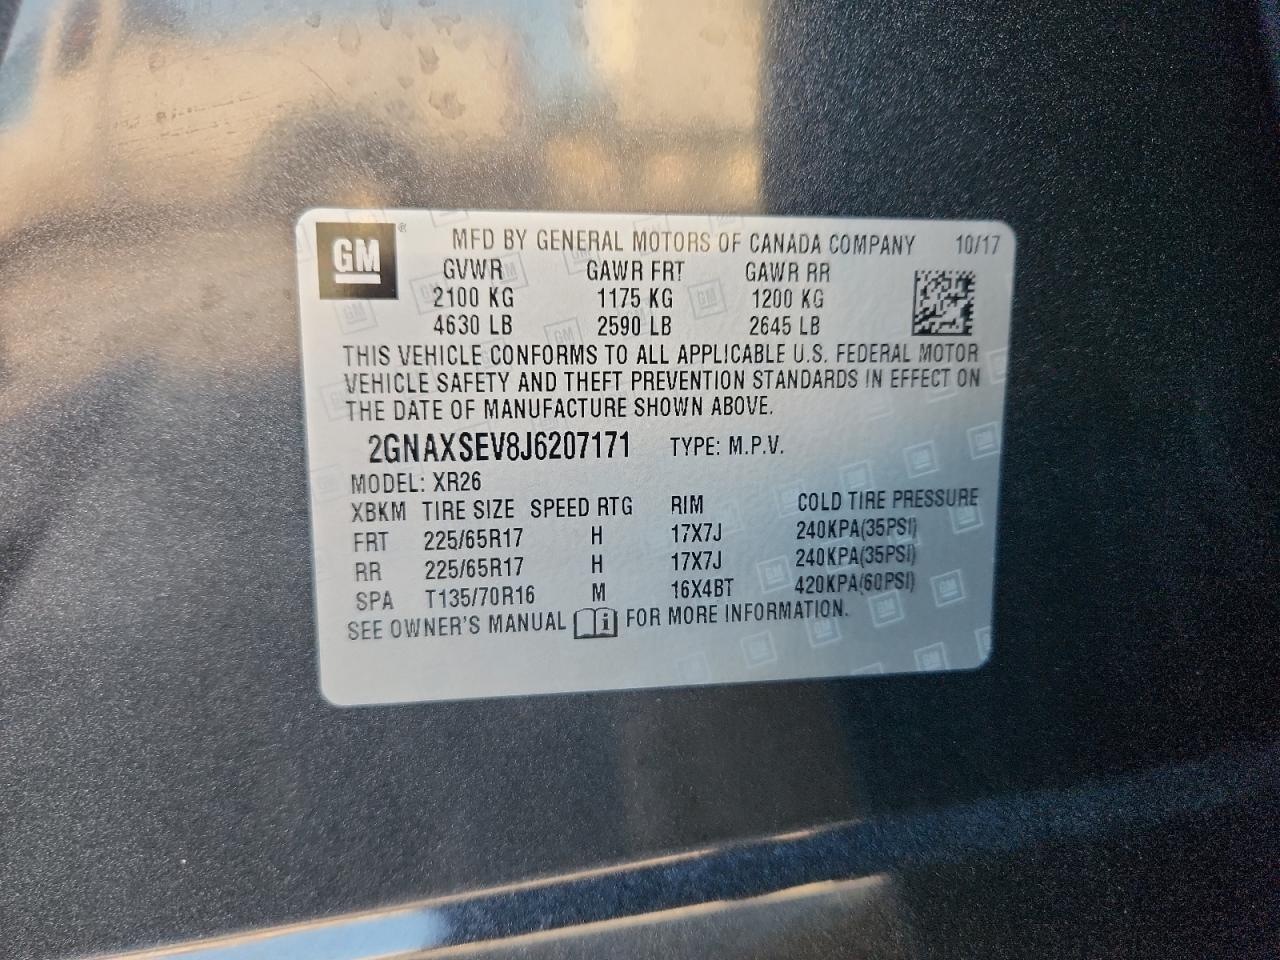 GM ® MFD BY GENERAL MOTORS OF CANADA COMPANY 10/17
GVWR GAWR FRT GAWR RR
2100 KG 1175 KG 1200 KG
4630 LB 2590 LB 2645 LB
THIS VEHICLE CONFORMS TO ALL APPLICABLE U.S. FEDERAL MOTOR
VEHICLE SAFETY AND THEFT PREVENTION STANDARDS IN EFFECT ON
THE DATE OF MANUFACTURE SHOWN ABOVE.
2GNAXSEV8J6207171 TYPE: M.P.V.
MODEL: XR26
XBKM TIRE SIZE SPEED RTG RIM COLD TIRE PRESSURE
FRT 225/65R17 H 17X7J 240KPA(35PSI)
RR 225/65R17 H 17X7J 240KPA(35PSI)
SPA T135/70R16 M 16X4BT 420KPA(60PSI)
SEE OWNER'S MANUAL i FOR MORE INFORMATION.